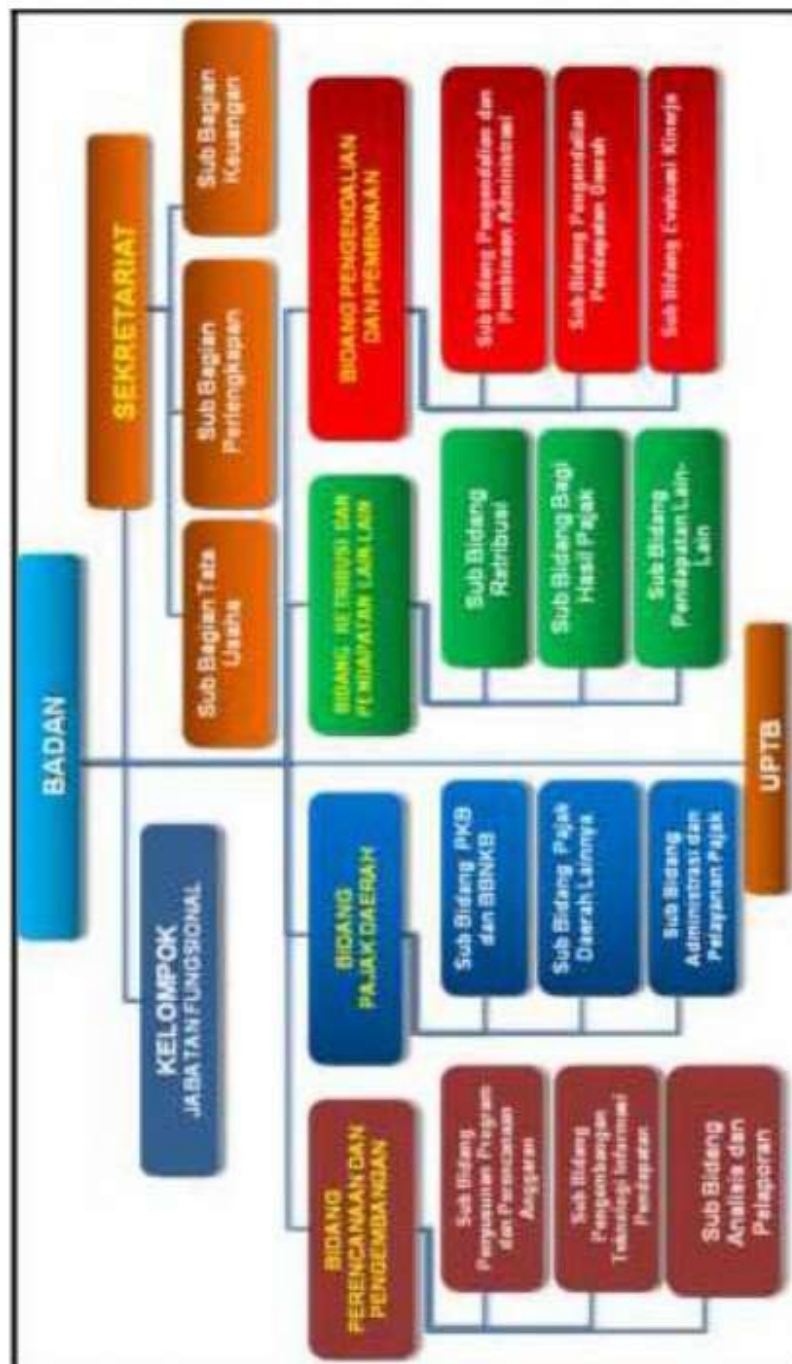 BADAN
KELOMPOK
JABATAN FUNGSIONAL
SEKRETARIAT
Sub Bagian Tata
Usaha
Sub Bagian
Perlengkapan
Sub Bagian
Keuangan
BIDANG
PERENCANAAN DAN
PENGEMBANGAN
Sub Bidang
Penyusunan Program
dan Perencanaan
Anggaran
Sub Bidang
Pengembangan
Teknologi Informasi
Pendapatan
Sub Bidang
Analisis dan
Pelaporan
BIDANG
PAJAK DAERAH
Sub Bidang PKB
dan BBNKB
Sub Bidang Pajak
Daerah Lainnya
Sub Bidang
Administrasi dan
Pelayanan Pajak
BIDANG RETRIBUSI DAN
PENDAPATAN LAIN LAIN
Sub Bidang
Retribusi
Sub Bidang Bagi
Hasil Pajak
Sub Bidang
Pendapatan Lain-
Lain
BIDANG PENGENDALIAN
DAN PEMBINAAN
Sub Bidang Pengendalian dan
Pembinaan Administrasi
Sub Bidang Pengendalian
Pendapatan Daerah
Sub Bidang Evaluasi Kinerja
UPTB